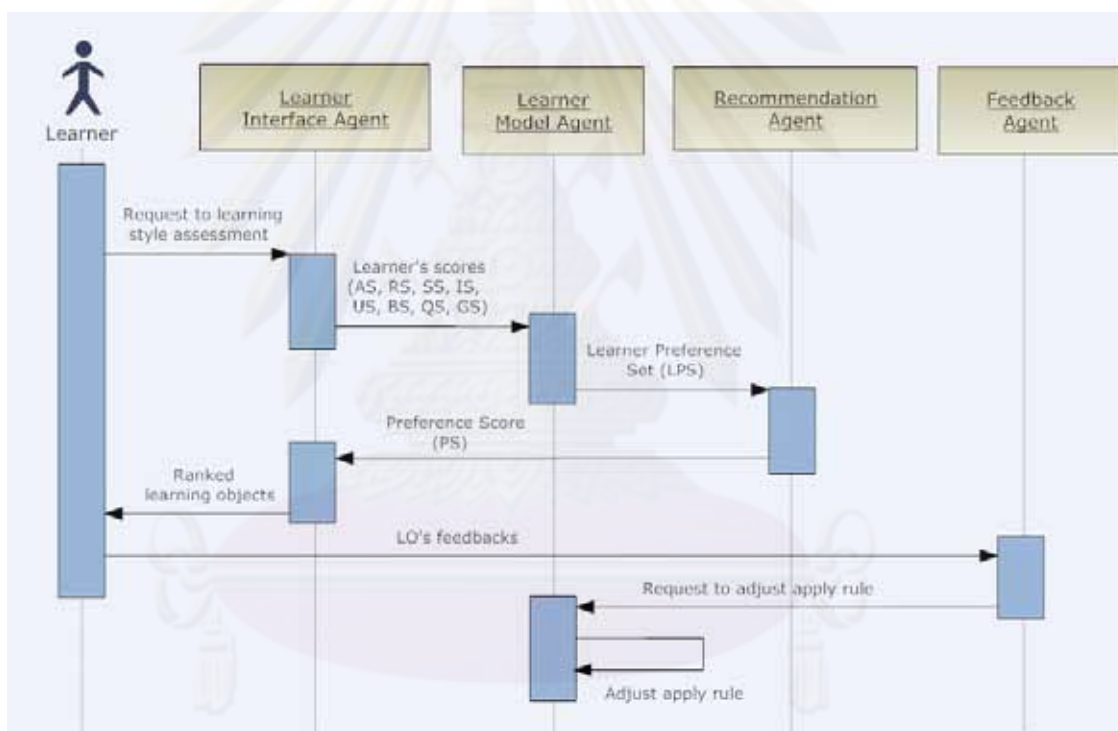 Learner
Learner
Interface Agent
Learner
Model Agent
Recommendation
Agent
Feedback
Agent
Request to learning
style assessment
Learner's scores
(AS, RS, SS, IS,
US, BS, QS, GS)
Learner Preference
Set (LPS)
Preference Score
(PS)
Ranked
learning objects
LO's feedbacks
Request to adjust apply rule
Adjust apply rule